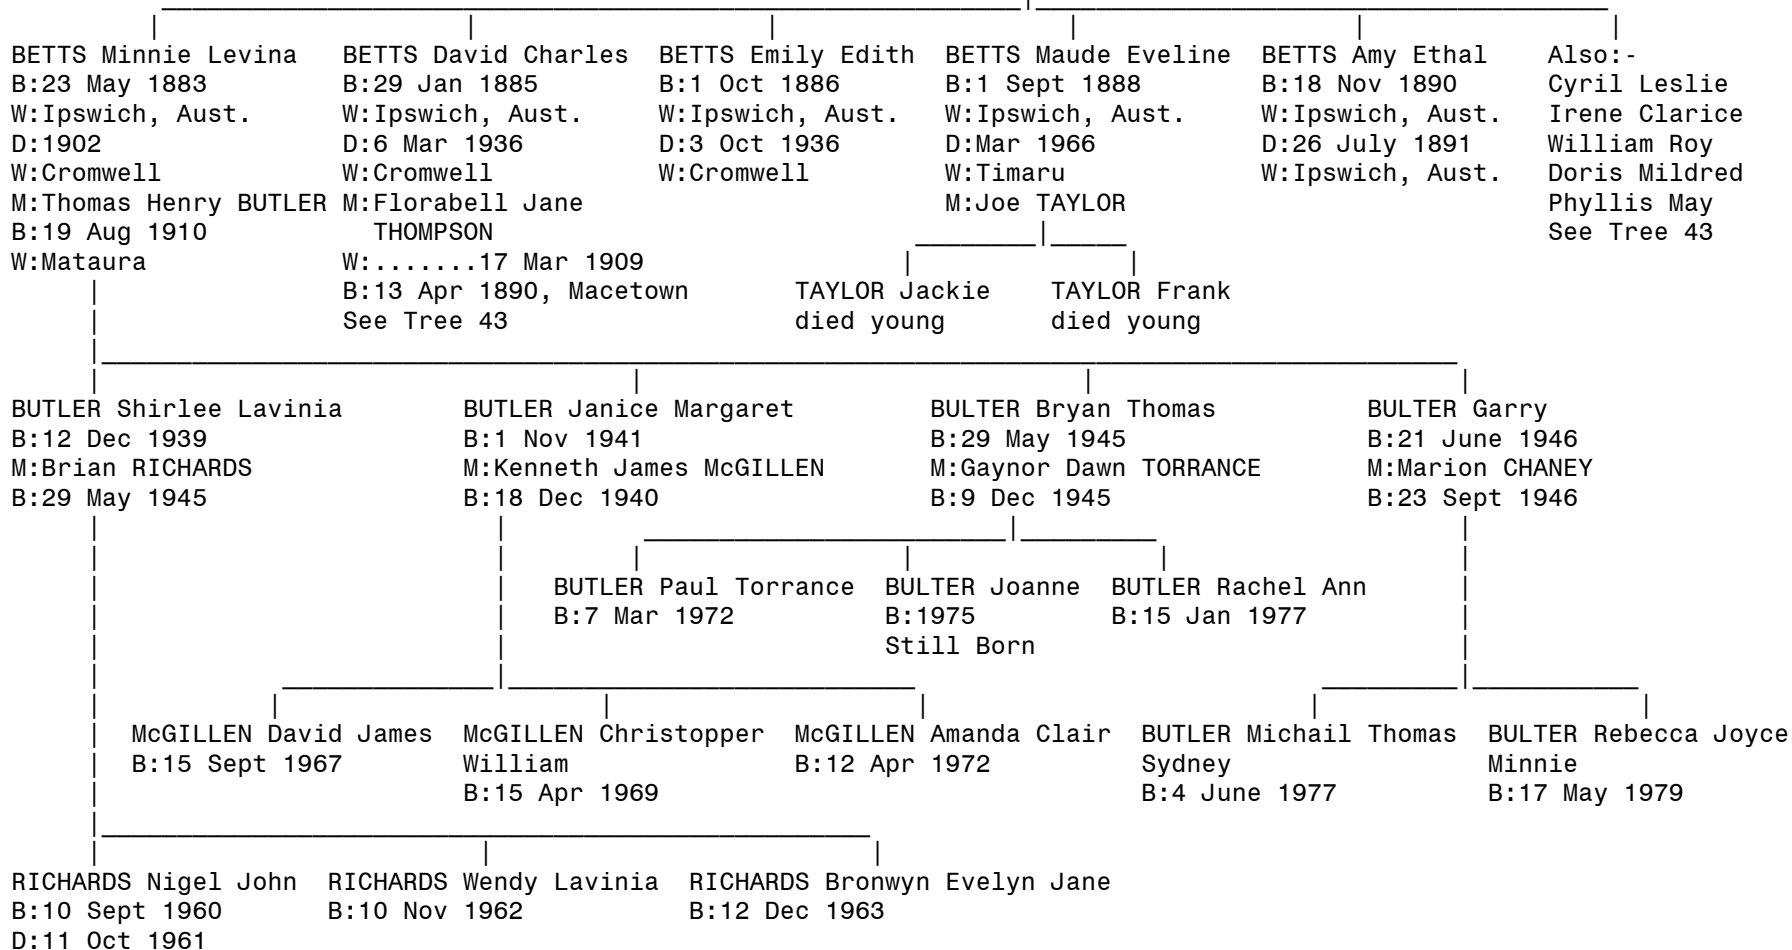 BETTS Minnie Levina BETTS David Charles BETTS Emily Edith BETTS Maude Eveline BETTS Amy Ethal Also:-
B:23 May 1883 B:29 Jan 1885 B:1 Oct 1886 B:1 Sept 1888 B:18 Nov 1890 Cyril Leslie
W:Ipswich, Aust. W:Ipswich, Aust. W:Ipswich, Aust. W:Ipswich, Aust. W:Ipswich, Aust. Irene Clarice
D:1902 D:6 Mar 1936 D:3 Oct 1936 D:Mar 1966 D:26 July 1891 William Roy
W:Cromwell W:Cromwell W:Cromwell W:Timaru W:Ipswich, Aust. Doris Mildred
M:Thomas Henry BUTLER M:Florabell Jane M:Joe TAYLOR Phyllis May
B:19 Aug 1910 THOMPSON See Tree 43
W:Mataura W:.......17 Mar 1909
B:13 Apr 1890, Macetown TAYLOR Jackie TAYLOR Frank
See Tree 43 died young died young
BUTLER Shirlee Lavinia BUTLER Janice Margaret BULTER Bryan Thomas BULTER Garry
B:12 Dec 1939 B:1 Nov 1941 B:29 May 1945 B:21 June 1946
M:Brian RICHARDS M:Kenneth James McGILLEN M:Gaynor Dawn TORRANCE M:Marion CHANEY
B:29 May 1945 B:18 Dec 1940 B:9 Dec 1945 B:23 Sept 1946
BUTLER Paul Torrance BULTER Joanne BUTLER Rachel Ann
B:7 Mar 1972 B:1975 B:15 Jan 1977
Still Born
McGILLEN David James McGILLEN Christopper McGILLEN Amanda Clair BUTLER Michail Thomas BULTER Rebecca Joyce
B:15 Sept 1967 William B:12 Apr 1972 Sydney Minnie
B:15 Apr 1969 B:4 June 1977 B:17 May 1979
RICHARDS Nigel John RICHARDS Wendy Lavinia RICHARDS Bronwyn Evelyn Jane
B:10 Sept 1960 B:10 Nov 1962 B:12 Dec 1963
D:11 Oct 1961